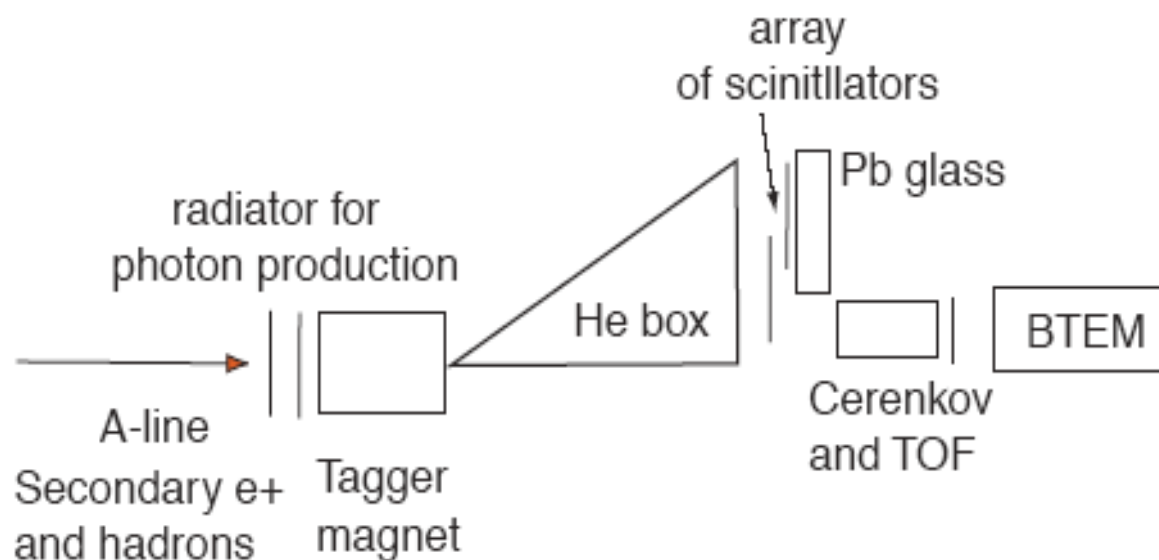 array
of scinitllators
Pb glass
radiator for
photon production
He box
BTEM
A-line
Secondary e+
and hadrons
Tagger
magnet
Cerenkov
and TOF